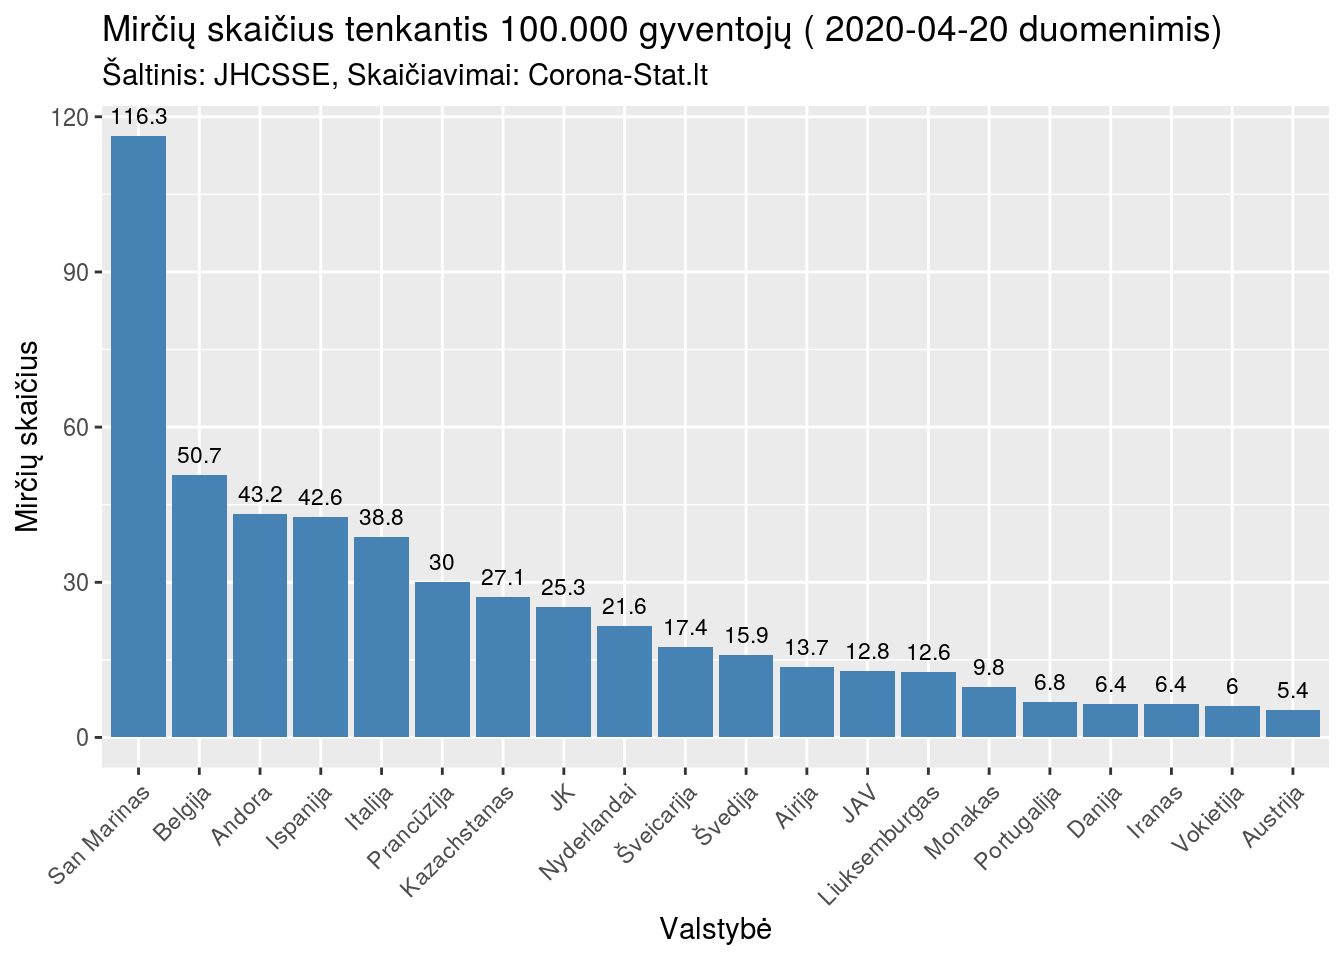 Mirčių skaičius tenkantis 100.000 gyventojų ( 2020-04-20 duomenimis)
Šaltinis: JHCSSE, Skaičiavimai: Corona-Stat.lt
Mirčių skaičius
120
90
60
30
0
116.3
50.7
43.2
42.6
38.8
30
27.1
25.3
21.6
17.4
15.9
13.7
12.8
12.6
9.8
6.8
6.4
6.4
6
5.4
San Marinas
Belgija
Andora
Ispanija
Italija
Prancūzija
Kazachstanas
JK
Nyderlandai
Šveicarija
Švedija
Airija
JAV
Liuksemburgas
Monakas
Portugalija
Danija
Iranas
Vokietija
Austrija
Valstybė